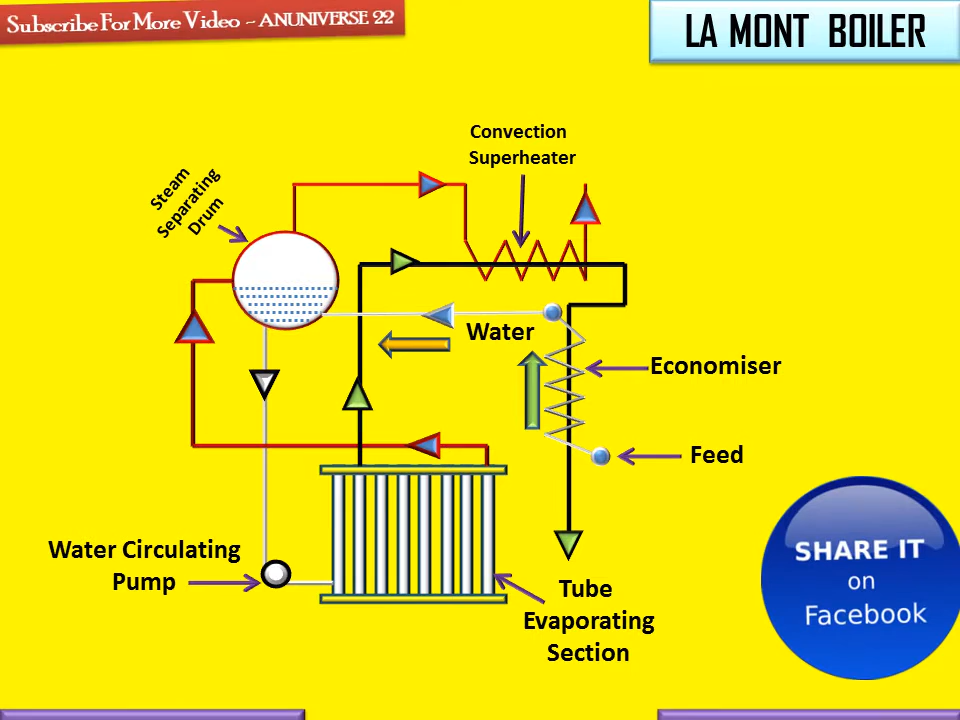 Subscribe For More Video ~ ANUNIVERSE 22
LA MONT BOILER
Convection
Superheater
Steam
Separating
Drum
Water
Economiser
Feed
Water Circulating
Pump
Tube
Evaporating
Section
SHARE IT
on
Facebook